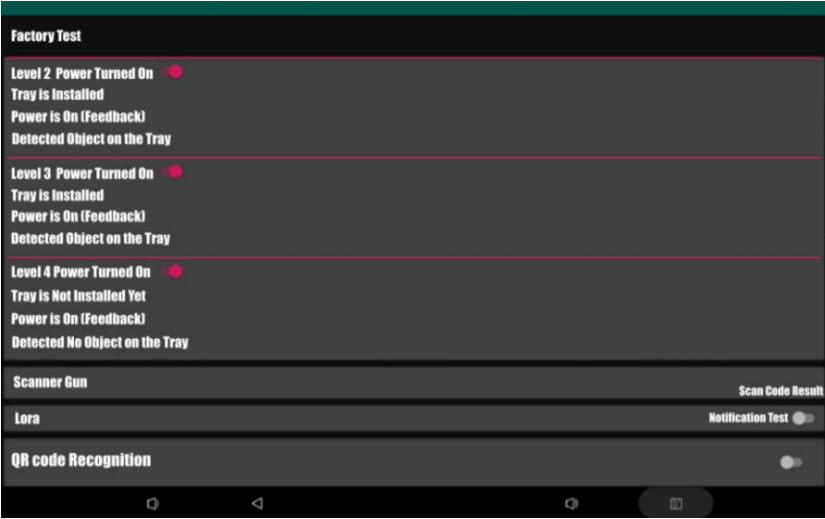 Factory Test
Level 2 Power Turned On
Tray is Installed
Power is On (Feedback)
Detected Object on the Tray
Level 3 Power Turned On
Tray is Installed
Power is On (Feedback)
Detected Object on the Tray
Level 4 Power Turned On
Tray is Not Installed Yet
Power is On (Feedback)
Detected No Object on the Tray
Scanner Gun
Scan Code Result
Lora Notification Test
QR code Recognition